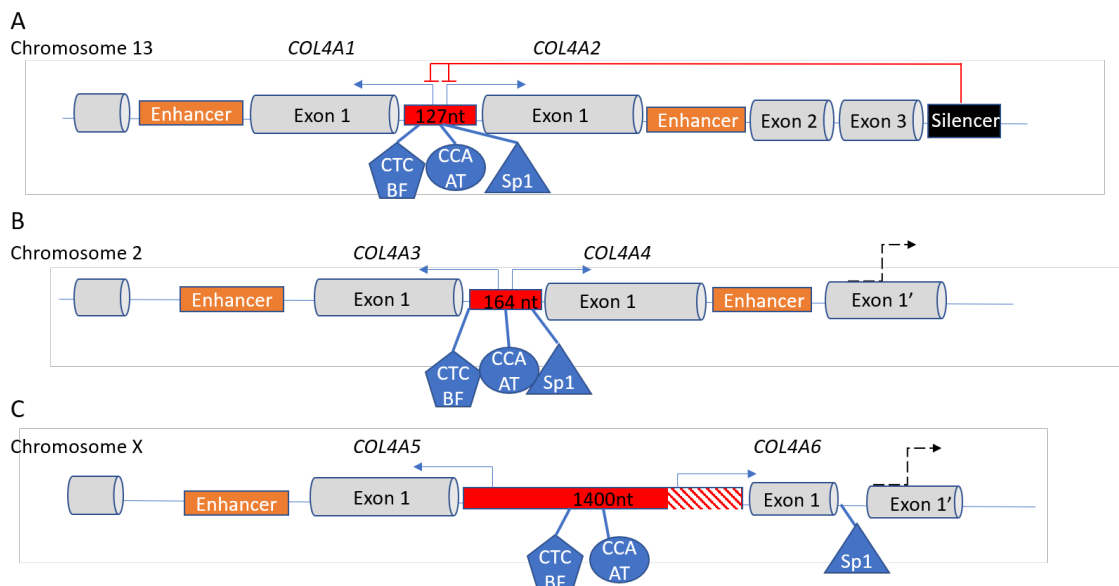 A
Chromosome 13
COL4A1
COL4A2
Enhancer
Exon 1
127nt
Exon 1
Enhancer
Exon 2
Exon 3
Silencer
CTC
BF
CCA
AT
Sp1
B
Chromosome 2
COL4A3
COL4A4
Enhancer
Exon 1
164 nt
Exon 1
Enhancer
Exon 1’
CTC
BF
CCA
AT
Sp1
C
Chromosome X
COL4A5
COL4A6
Enhancer
Exon 1
1400nt
Exon 1
Exon 1’
CTC
BF
CCA
AT
Sp1